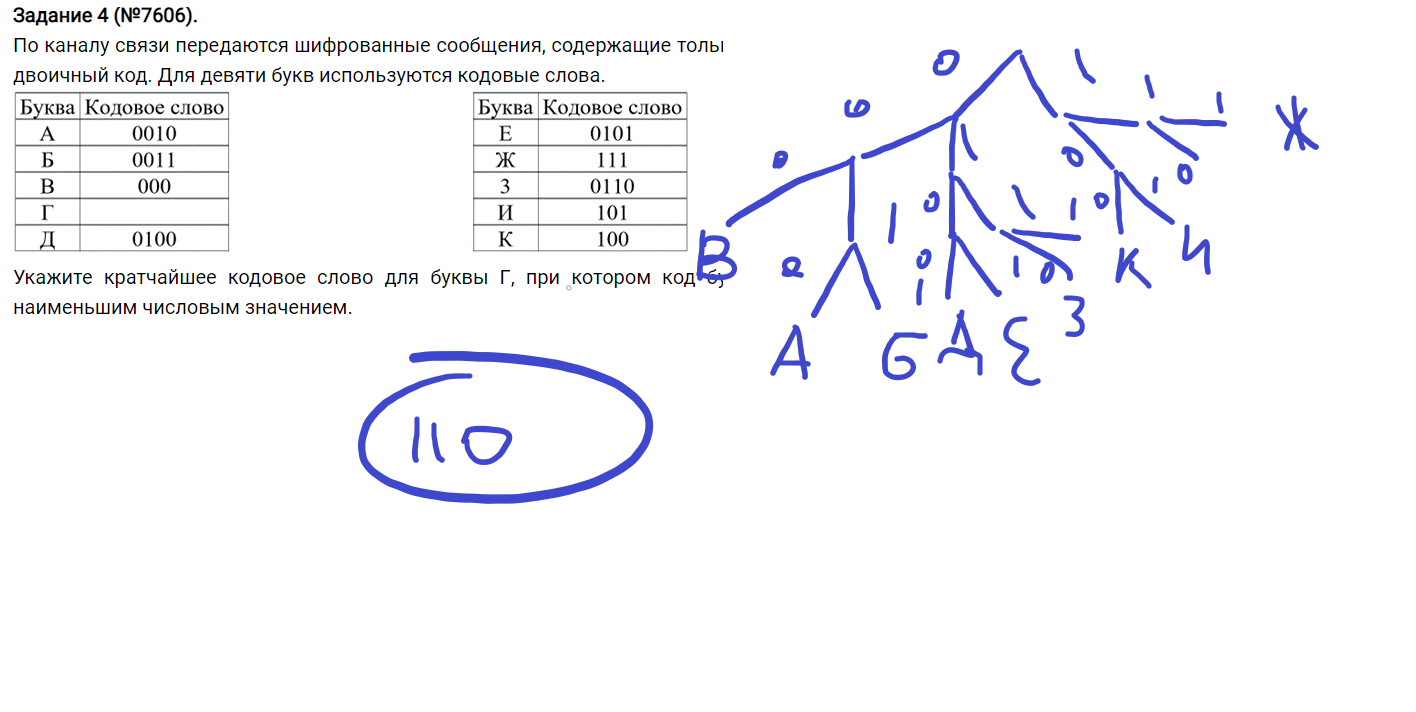 Задание 4 (№7606).
По каналу связи передаются шифрованные сообщения, содержащие
двоичный код. Для девяти букв используются кодовые слова.
Буква Кодовое слово
А 0010
Б 0011
В 000
Г
Д 0100
Буква Кодовое слово
Е 0101
Ж 111
З 0110
И 101
К 100
Укажите кратчайшее кодовое слово для буквы Г, при котором код
наименьшим числовым значением.
0 1
1
0 1 Ж
0 0 0
1 1 0 1 0 1
В 0 0 К И
1 1 0
А Б Д Е З
110